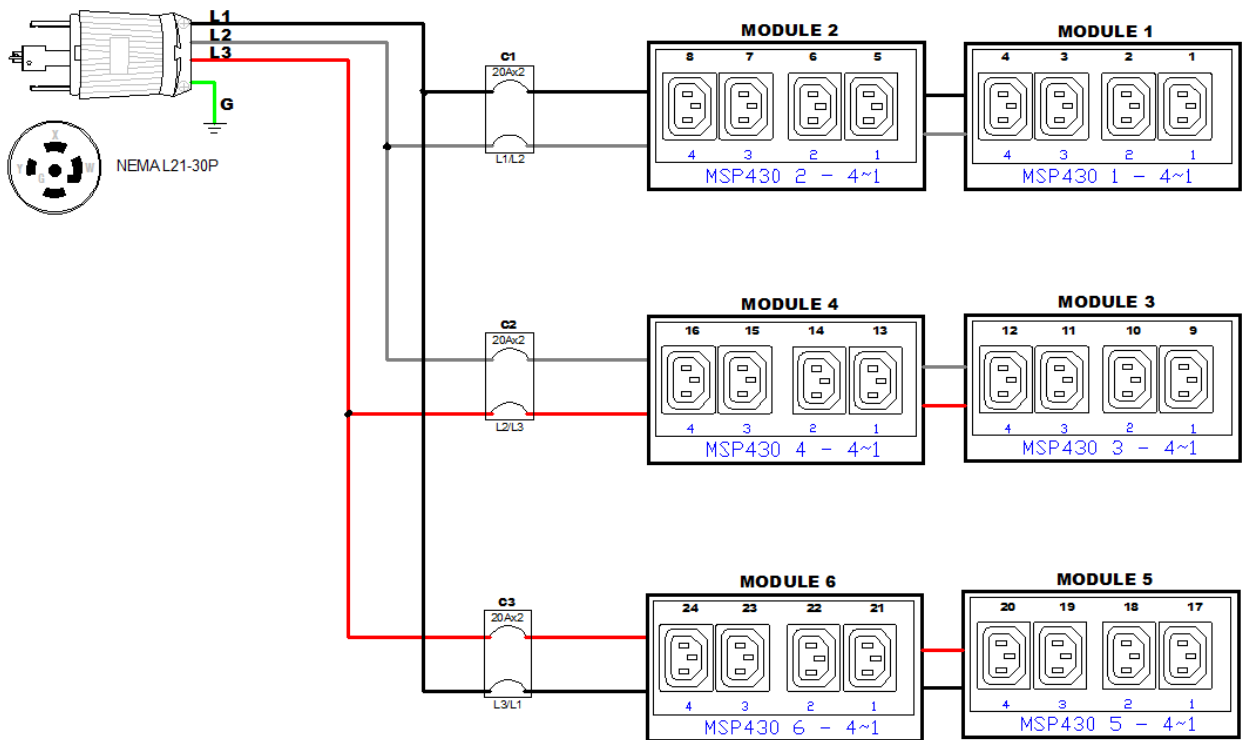 L1
L2
L3
G
X
Y
W
G
NEMA L21-30P
C1
20Ax2
L1/L2
MODULE 2
8 7 6 5
4 3 2 1
MSP430 2 - 4~1
MODULE 1
4 3 2 1
4 3 2 1
MSP430 1 - 4~1
C2
20Ax2
L2/L3
MODULE 4
16 15 14 13
4 3 2 1
MSP430 4 - 4~1
MODULE 3
12 11 10 9
4 3 2 1
MSP430 3 - 4~1
C3
20Ax2
L3/L1
MODULE 6
24 23 22 21
4 3 2 1
MSP430 6 - 4~1
MODULE 5
20 19 18 17
4 3 2 1
MSP430 5 - 4~1